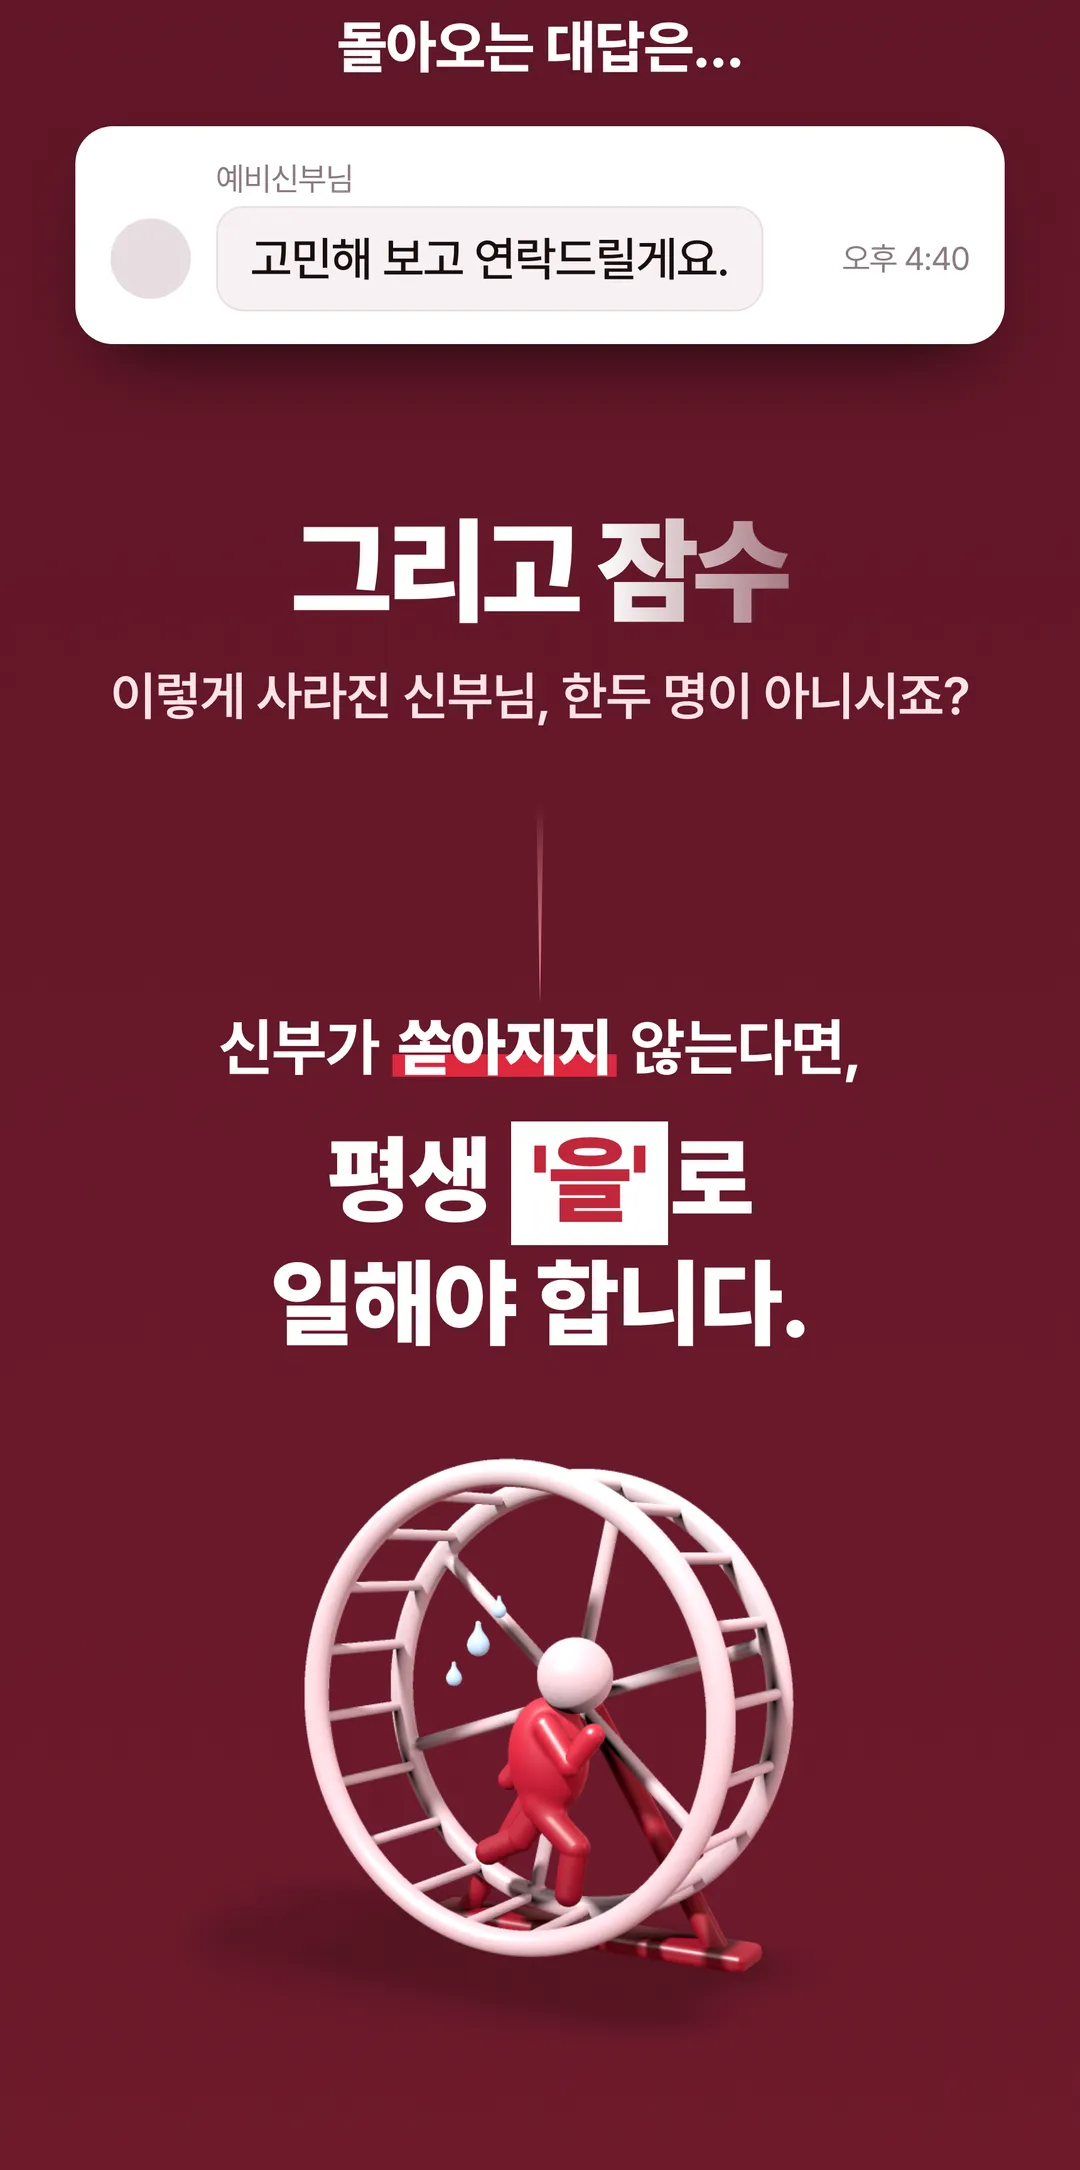 돌아오는 대답은...
예비신부님
고민해 보고 연락드릴게요.
오후 4:40
그리고 잠수
이렇게 사라진 신부님, 한두 명이 아니시죠?
신부가 쏟아지지 않는다면,
평생 '을'로
일해야 합니다.